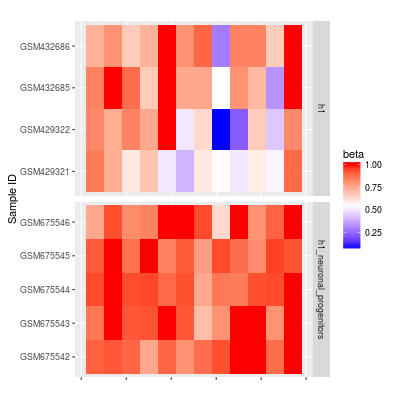 GSM432686
GSM432685
GSM429322
GSM429321
h1
GSM675546
GSM675545
GSM675544
GSM675543
GSM675542
h1_neuronal_progenitors
Sample ID
beta
1.00
0.75
0.50
0.25